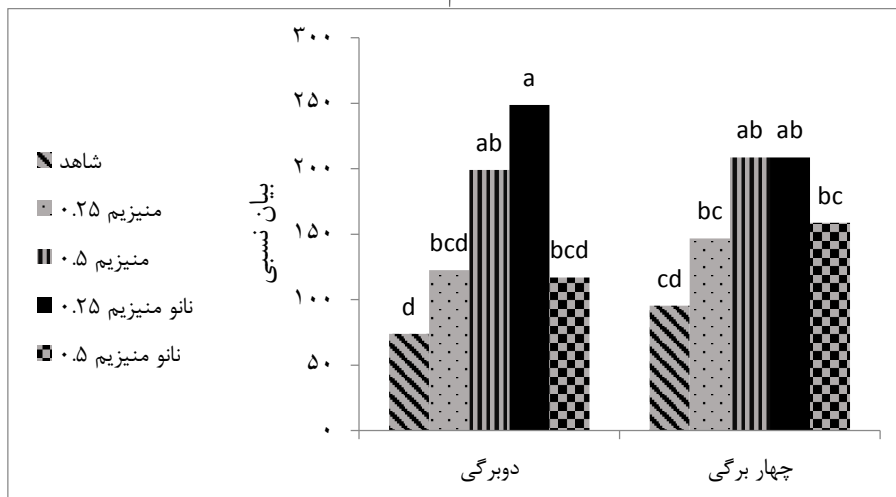 ۳۰۰
۲۵۰
۲۰۰
۱۵۰
۱۰۰
۵۰
۰
بیان نسبی
شاهد
منیزیم ۰.۲۵
منیزیم ۰.۵
نانو منیزیم ۰.۲۵
نانو منیزیم ۰.۵
d
bcd
ab
a
bcd
cd
bc
ab
ab
bc
دوبرگی
چهار برگی